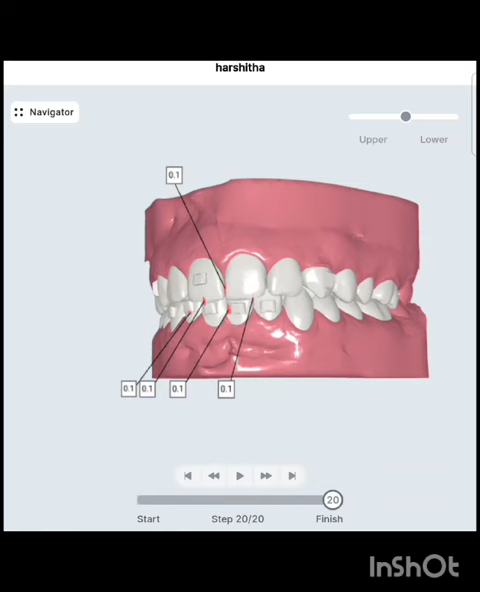 harshitha
Navigator
Upper Lower
0.1
0.1 0.1 0.1 0.1
20
Start Step 20/20 Finish
InShOt